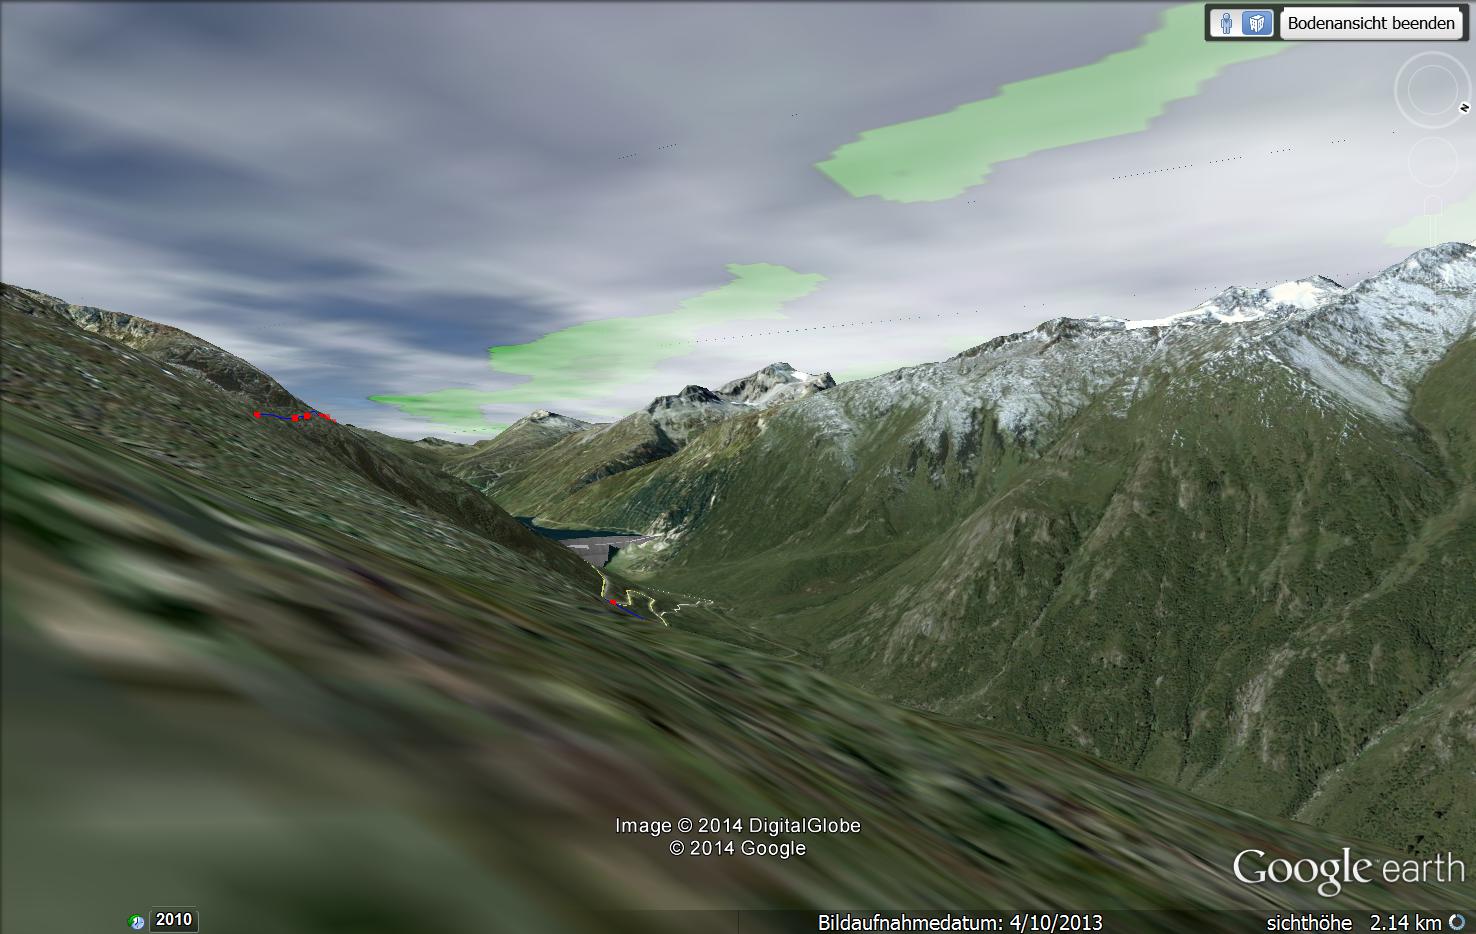 Bodenansicht beenden
N
Image © 2014 DigitalGlobe
© 2014 Google
Google earth
2010
Bildaufnahmedatum: 4/10/2013
sichthöhe 2.14 km